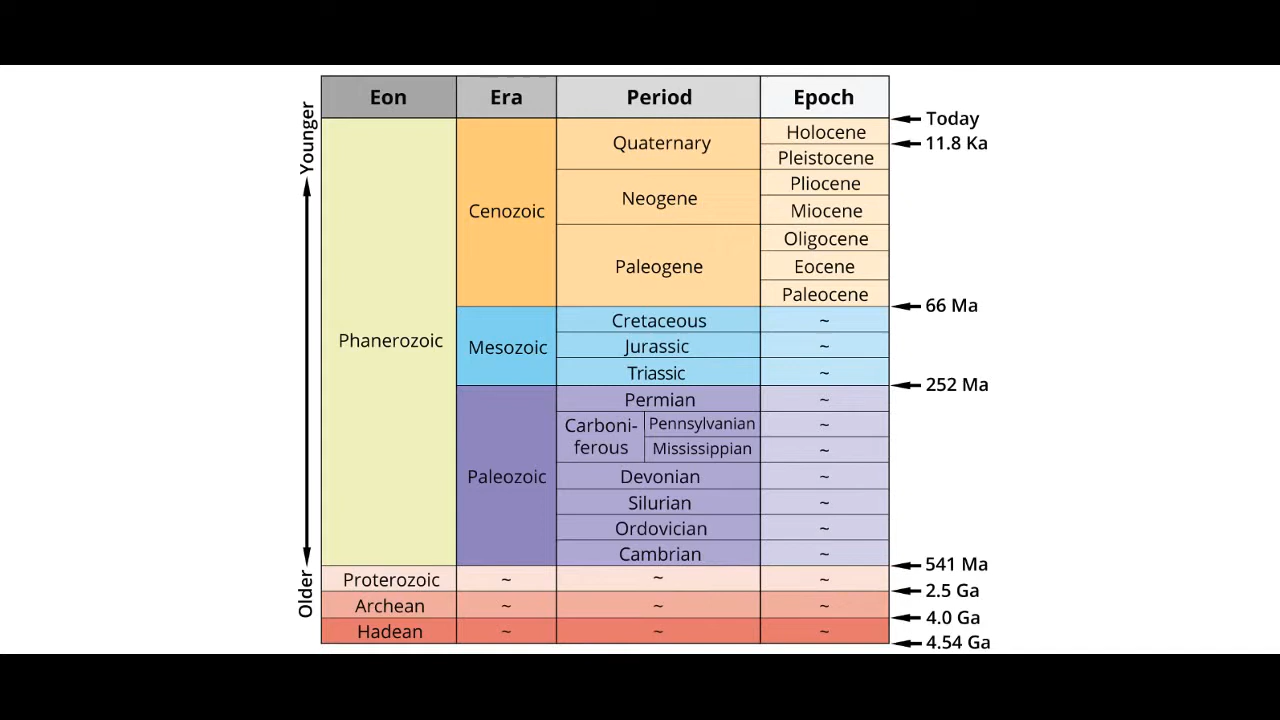 Eon Era Period Epoch
Younger
Older
Phanerozoic
Cenozoic
Quaternary
Holocene
Pleistocene
Neogene
Pliocene
Miocene
Paleogene
Oligocene
Eocene
Paleocene
Mesozoic
Cretaceous ~
Jurassic ~
Triassic ~
Paleozoic
Permian ~
Carboni-
ferous
Pennsylvanian ~
Mississippian ~
Devonian ~
Silurian ~
Ordovician ~
Cambrian ~
Proterozoic ~ ~ ~
Archean ~ ~ ~
Hadean ~ ~ ~
Today
11.8 Ka
66 Ma
252 Ma
541 Ma
2.5 Ga
4.0 Ga
4.54 Ga